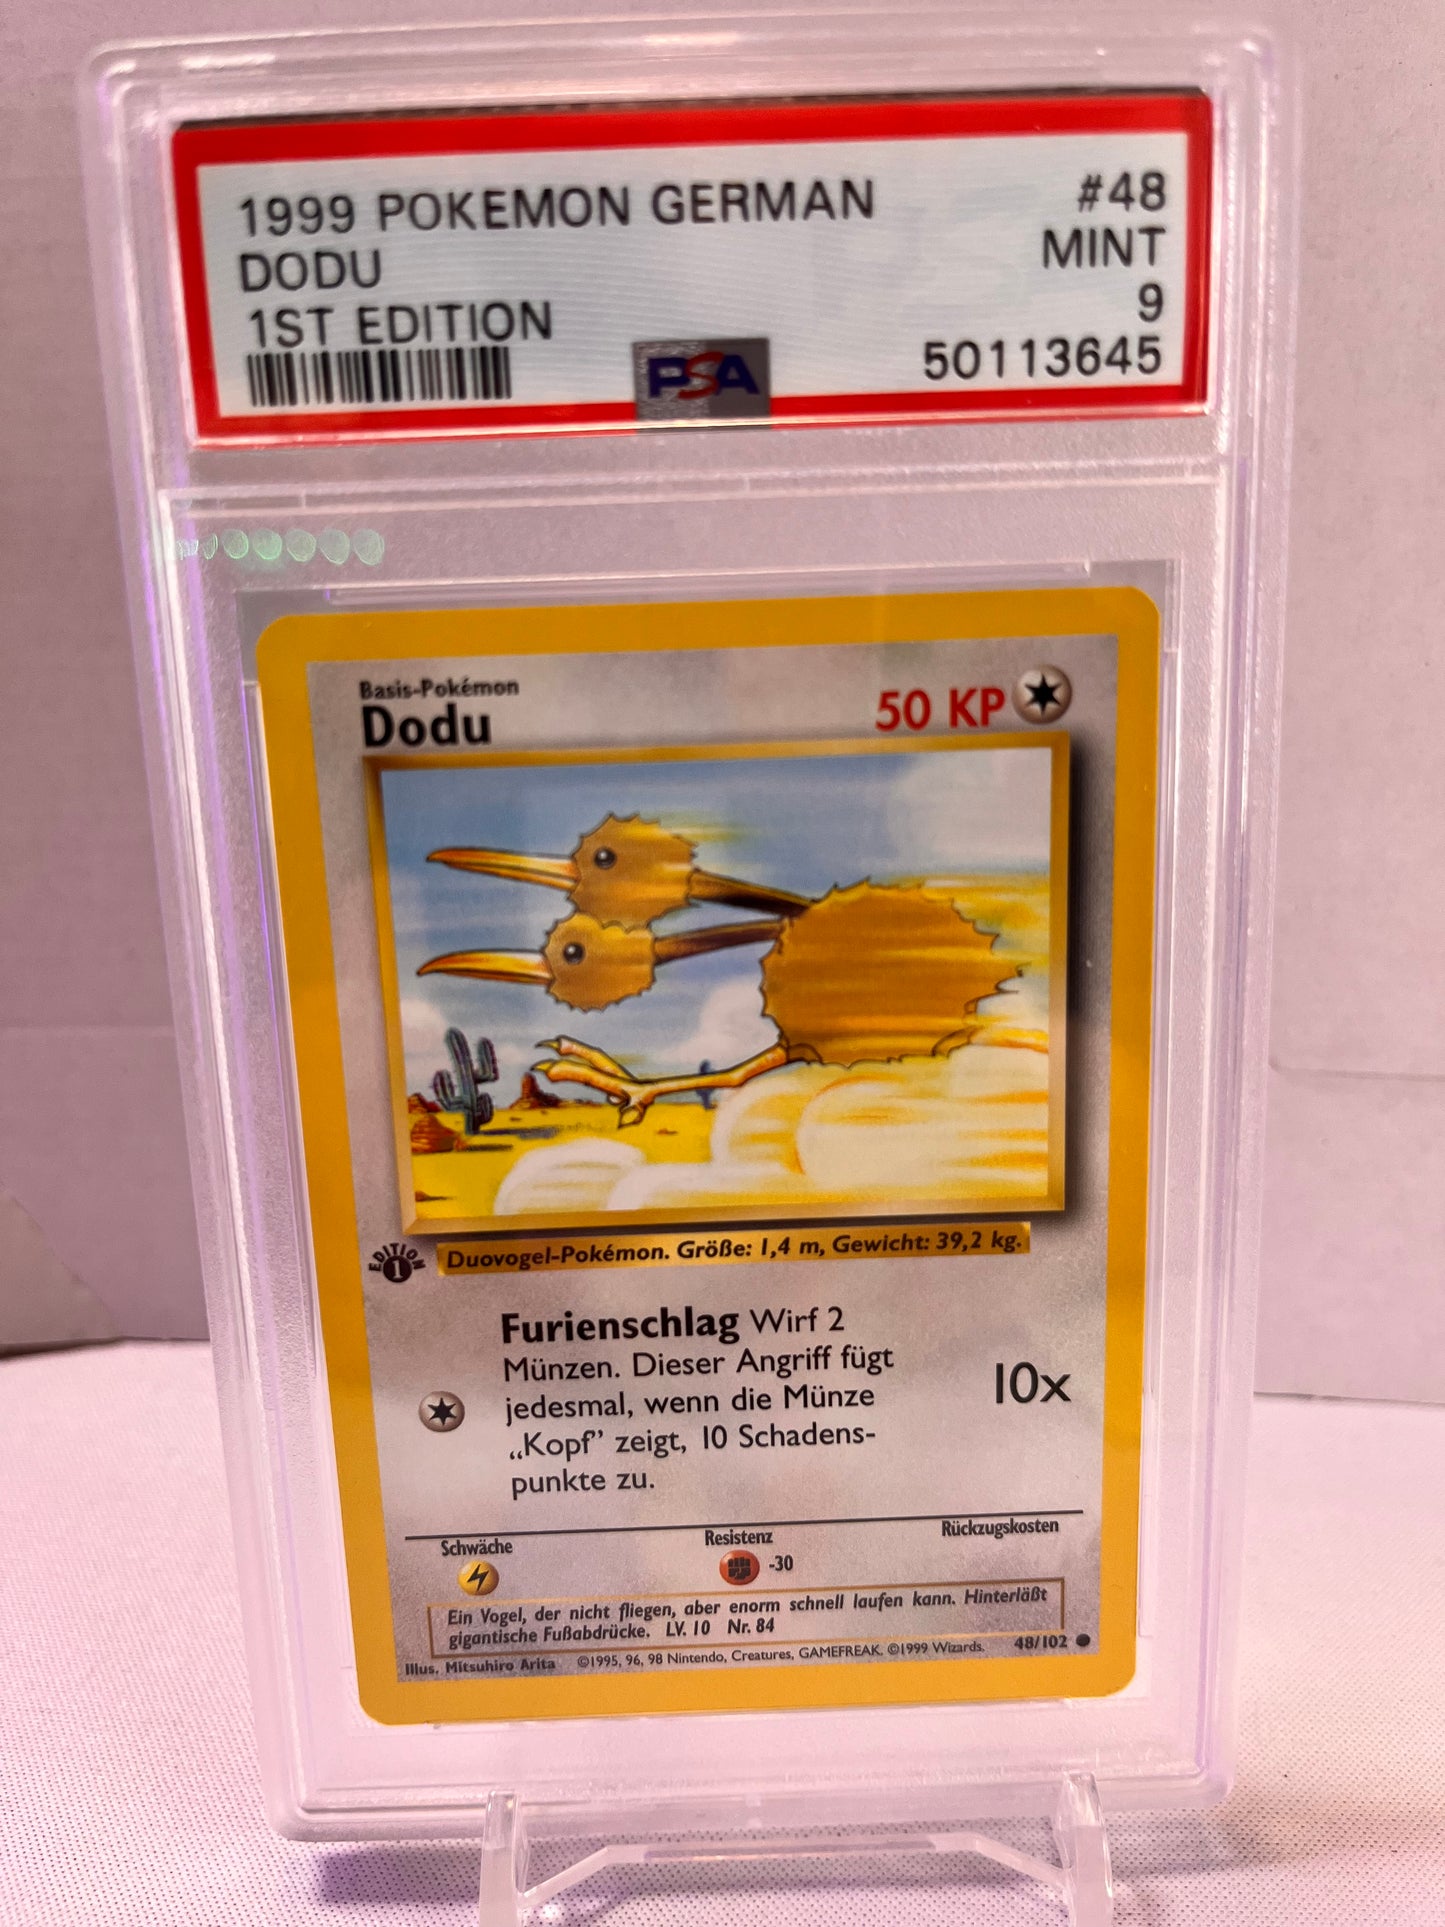 1999 POKEMON GERMAN #48
DODU MINT
1ST EDITION 9
PSA 50113645
Basis-Pokémon
Dodu 50 KP
EDITION 1
Duovogel-Pokémon. Größe: 1,4 m, Gewicht: 39,2 kg.
Furienschlag Wirf 2
Münzen. Dieser Angriff fügt
jedesmal, wenn die Münze 10x
„Kopf” zeigt, 10 Schadens-
punkte zu.
Schwäche Resistenz Rückzugskosten
-30
Ein Vogel, der nicht fliegen, aber enorm schnell laufen kann. Hinterläßt
gigantische Fußabdrücke. LV. 10 Nr. 84
Illus. Mitsuhiro Arita ©1995, 96, 98 Nintendo, Creatures, GAMEFREAK. ©1999 Wizards. 48/102